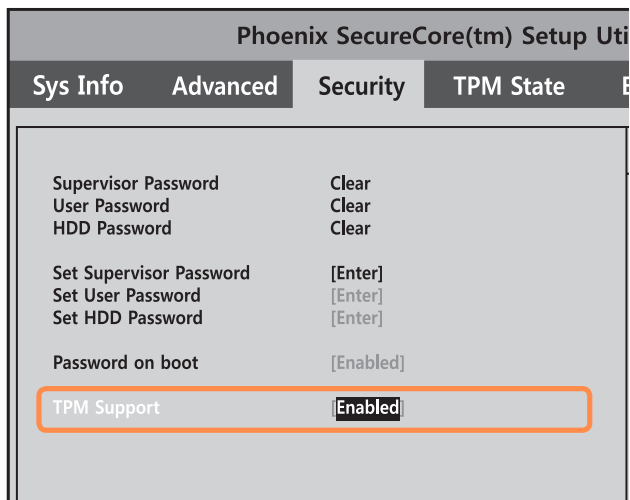 Phoenix SecureCore(tm) Setup Uti
Sys Info Advanced Security TPM State
Supervisor Password Clear
User Password Clear
HDD Password Clear
Set Supervisor Password [Enter]
Set User Password [Enter]
Set HDD Password [Enter]
Password on boot [Enabled]
TPM Support [Enabled]